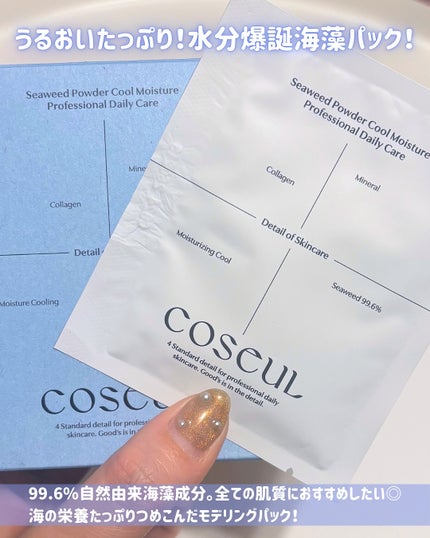 うるおいたっぷり！水分爆誕海藻パック！
Seaweed Powder Cool Moisture
Professional Daily Care
Collagen
Detail of Skincare
Moisture Cooling
coseul
4 Standard detail for professional daily
skincare. Good's is in the detail.
Seaweed Powder Cool Moisture
Professional Daily Care
Collagen
Mineral
Detail of Skincare
Moisturizing Cool
Seaweed 99.6%
coseul
4 Standard detail for professional daily
skincare. Good's is in the detail.
99.6%自然由来海藻成分。全ての肌質におすすめしたい◎
海の栄養たっぷりつめこんだモデリングパック！